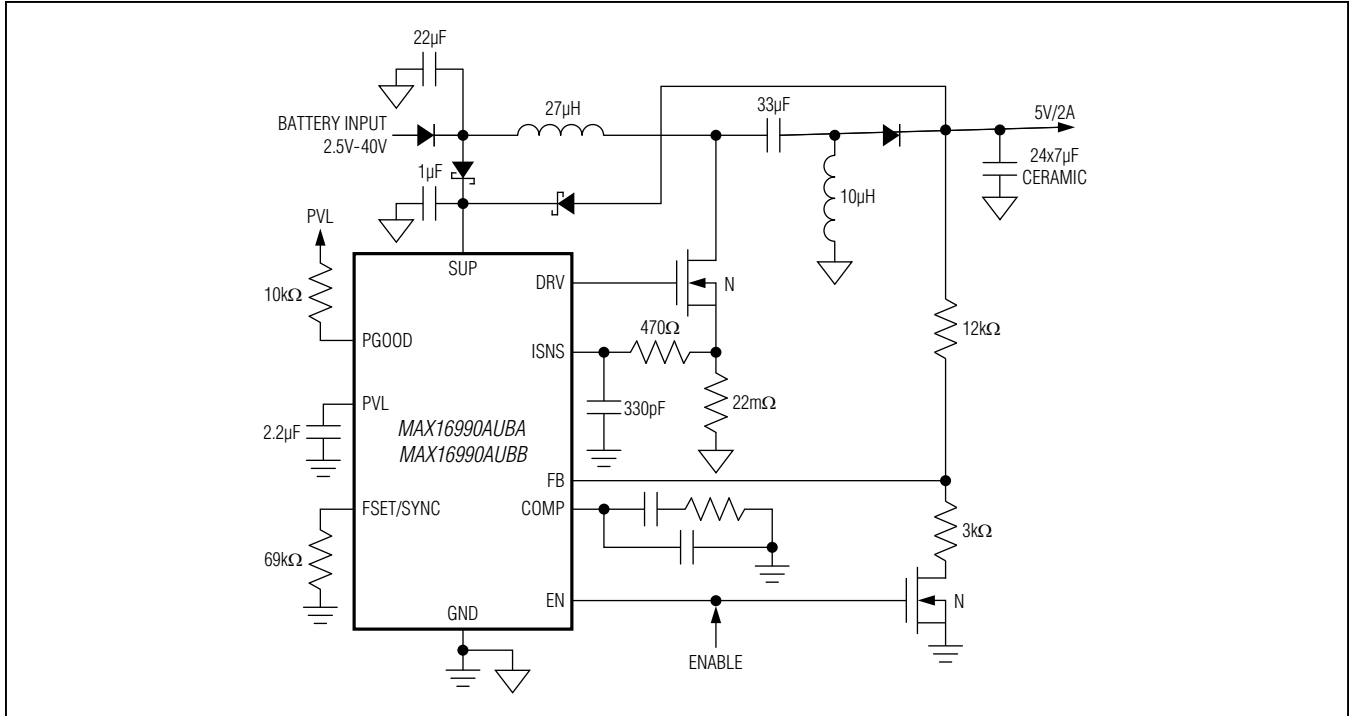 22µF
27µH
33µF
5V/2A
BATTERY INPUT
2.5V-40V
1µF
24x7µF
CERAMIC
10µH
PVL
SUP
DRV
N
10kΩ
470Ω
12kΩ
PGOOD
ISNS
PVL
330pF
22mΩ
2.2µF
MAX16990AUBA
MAX16990AUBB
FB
FSET/SYNC
COMP
3kΩ
69kΩ
EN
N
GND
ENABLE